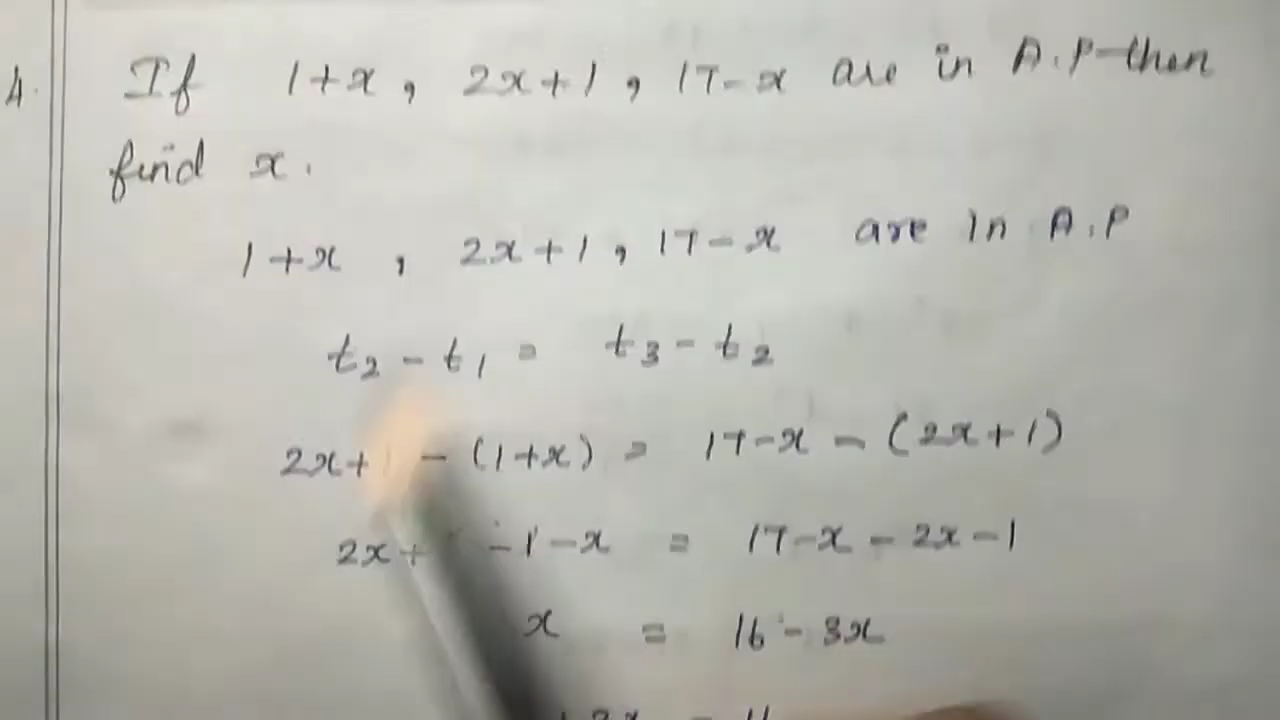 4. If 1+x, 2x+1, 17-x are in A.P then
find x.
1+x, 2x+1, 17-x are in A.P
t₂ - t₁ = t₃ - t₂
2x+1 - (1+x) = 17-x - (2x+1)
2x+ -1-x = 17-x-2x-1
x = 16-3x